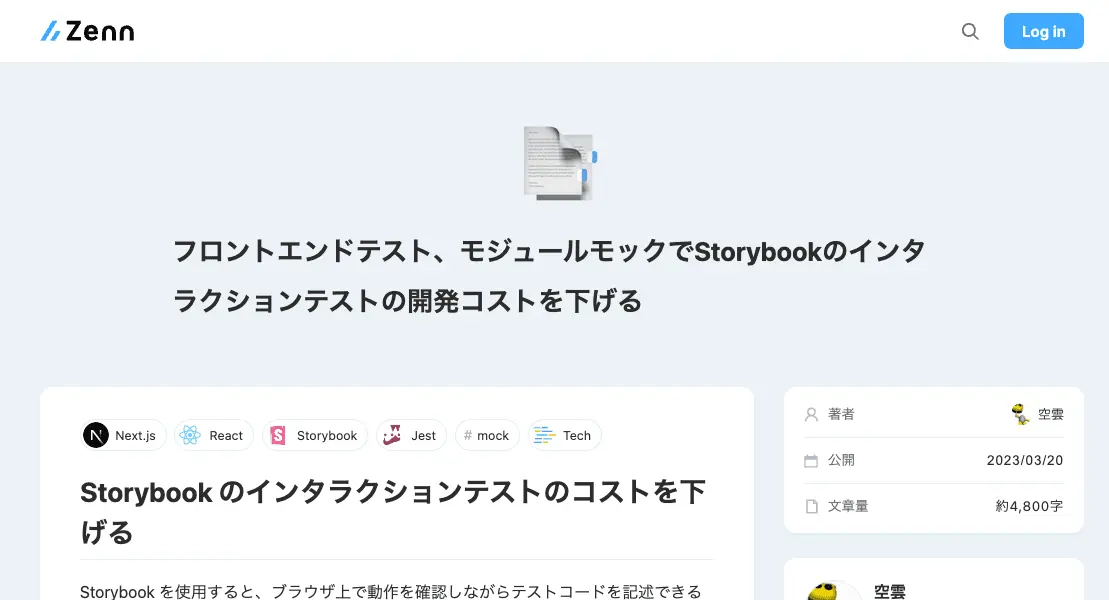 Zenn
Log in
フロントエンドテスト、モジュールモックでStorybookのインタ
ラクションテストの開発コストを下げる
Next.js
React
Storybook
Jest
# mock
Tech
Storybook のインタラクションテストのコストを下
げる
Storybook を使用すると、ブラウザ上で動作を確認しながらテストコードを記述できる
著者
空雲
公開
2023/03/20
文章量
約4,800字
空雲